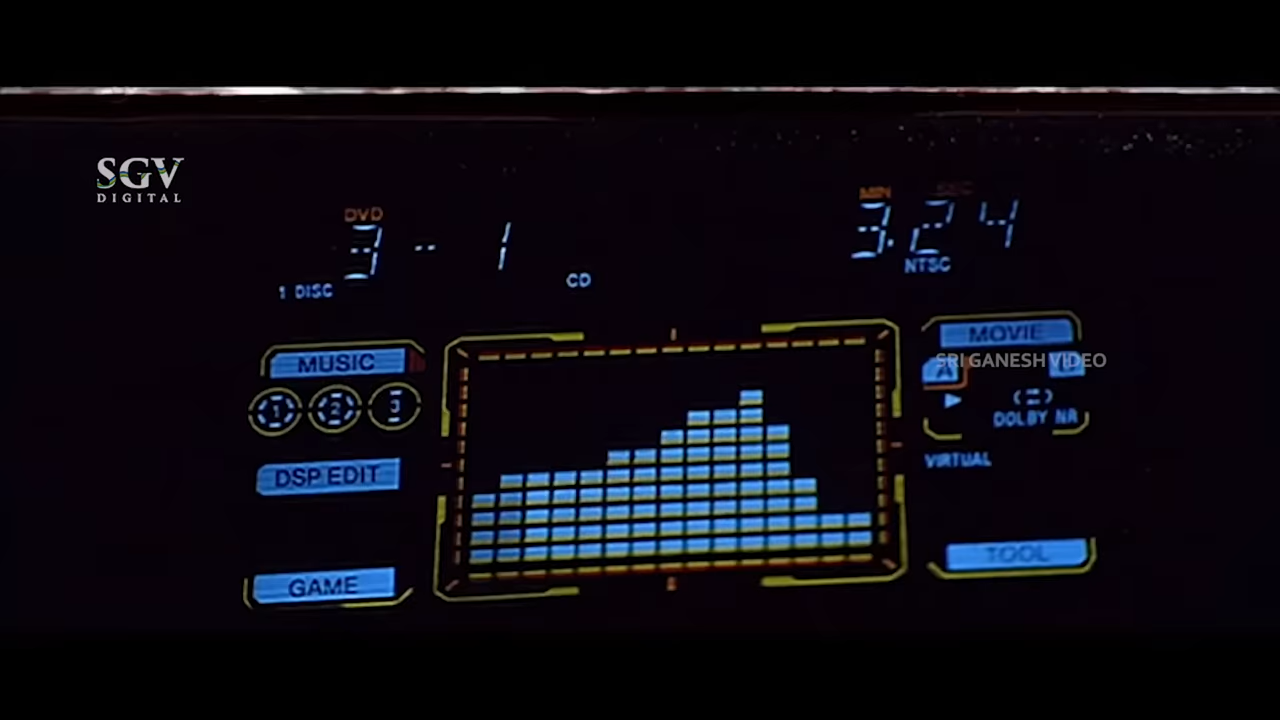 SGV
DIGITAL
DVD
MIN SEC
3-- 1
3.24
1 DISC
CD
NTSC
MUSIC
MOVIE
SRI GANESH VIDEO
A
1 2 3
DOLBY NR
VIRTUAL
DSP EDIT
TOOL
GAME